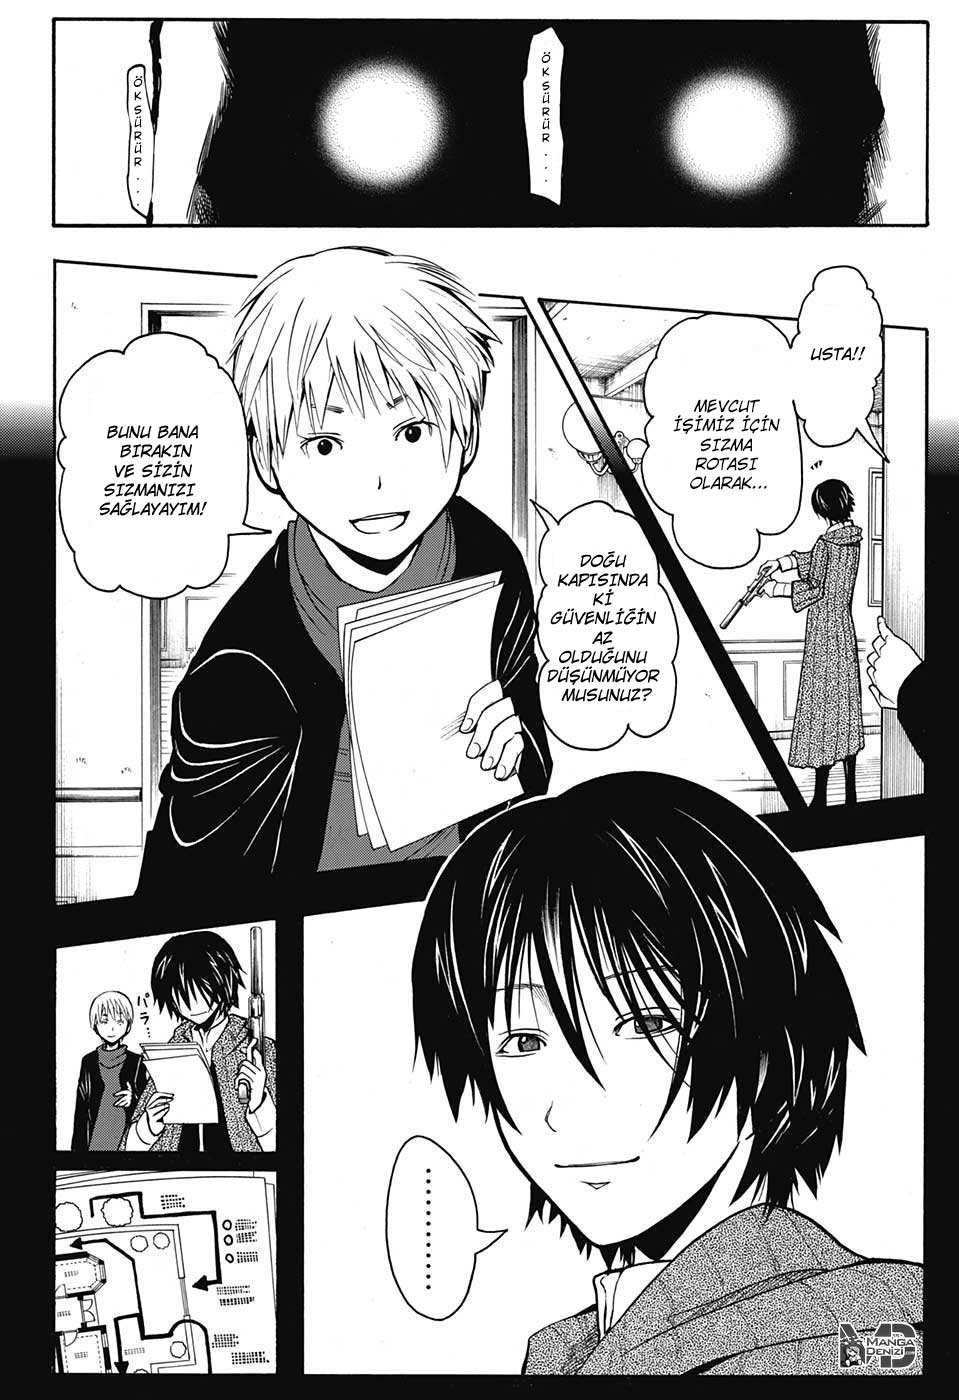 ÖKSÜRÜR...
ÖKSÜRÜR...
USTA!!
MEVCUT
İŞİMİZ İÇİN
SIZMA
ROTASI
OLARAK...
DOĞU
KAPISINDA
Kİ
GÜVENLİĞİN
AZ
OLDUĞUNU
DÜŞÜNMÜYOR
MUSUNUZ?
BUNU BANA
BIRAKIN
VE SİZİN
SIZMANIZI
SAĞLAYAYIM!
パラ…
.........
MANGA
DENİZİ